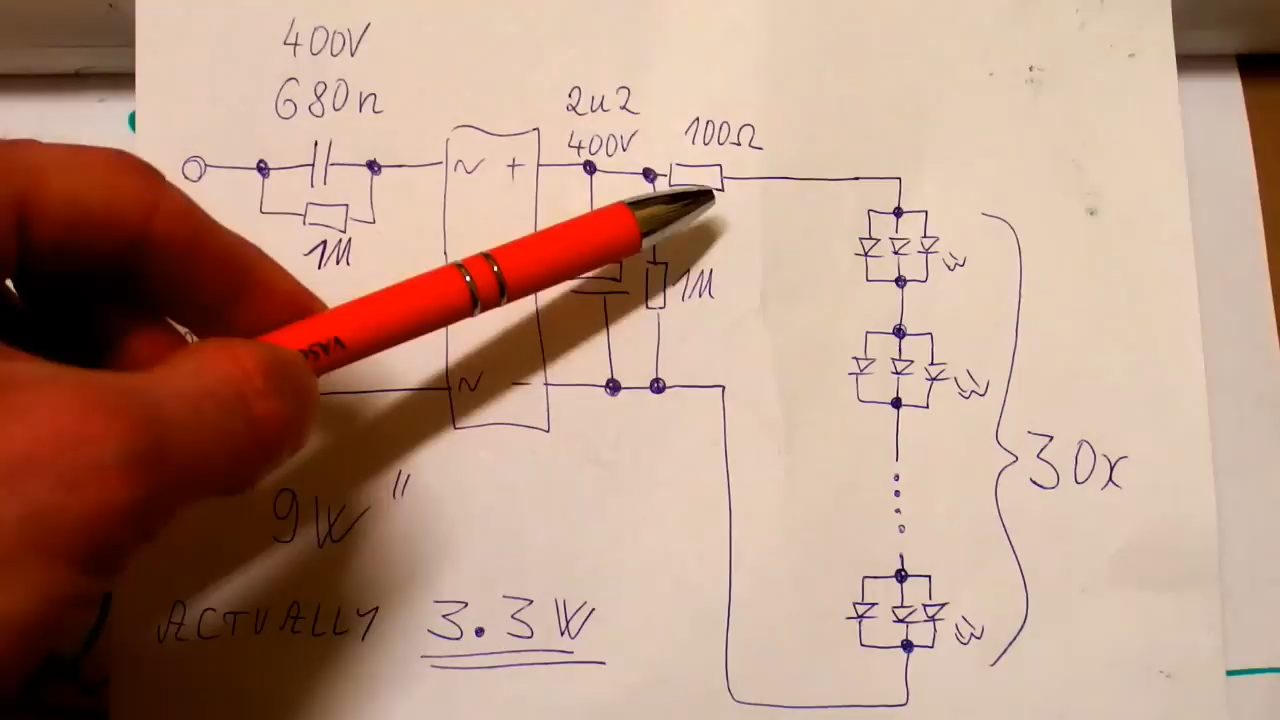 400V
680n
1M
~ +
~ −
2u2
400V
100Ω
1M
30x
9W"
ACTUALLY 3.3W